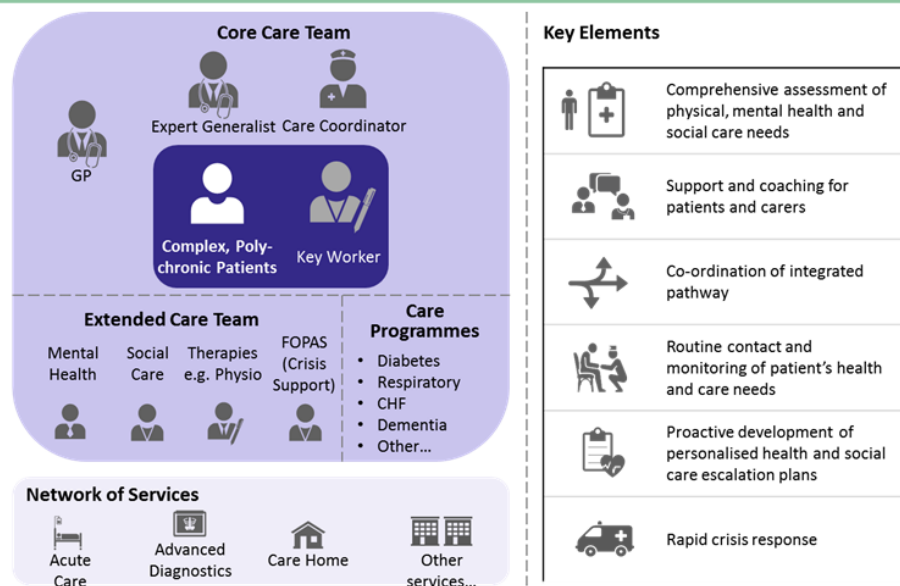 Core Care Team
Expert Generalist
Care Coordinator
GP
Complex, Poly-
chronic Patients
Key Worker
Extended Care Team
Mental
Health
Social
Care
Therapies
e.g. Physio
FOPAS
(Crisis
Support)
Care
Programmes
• Diabetes
• Respiratory
• CHF
• Dementia
• Other...
Network of Services
Acute
Care
Advanced
Diagnostics
Care Home
Other
services...
Key Elements
Comprehensive assessment of
physical, mental health and
social care needs
Support and coaching for
patients and carers
Co-ordination of integrated
pathway
Routine contact and
monitoring of patient's health
and care needs
Proactive development of
personalised health and social
care escalation plans
Rapid crisis response